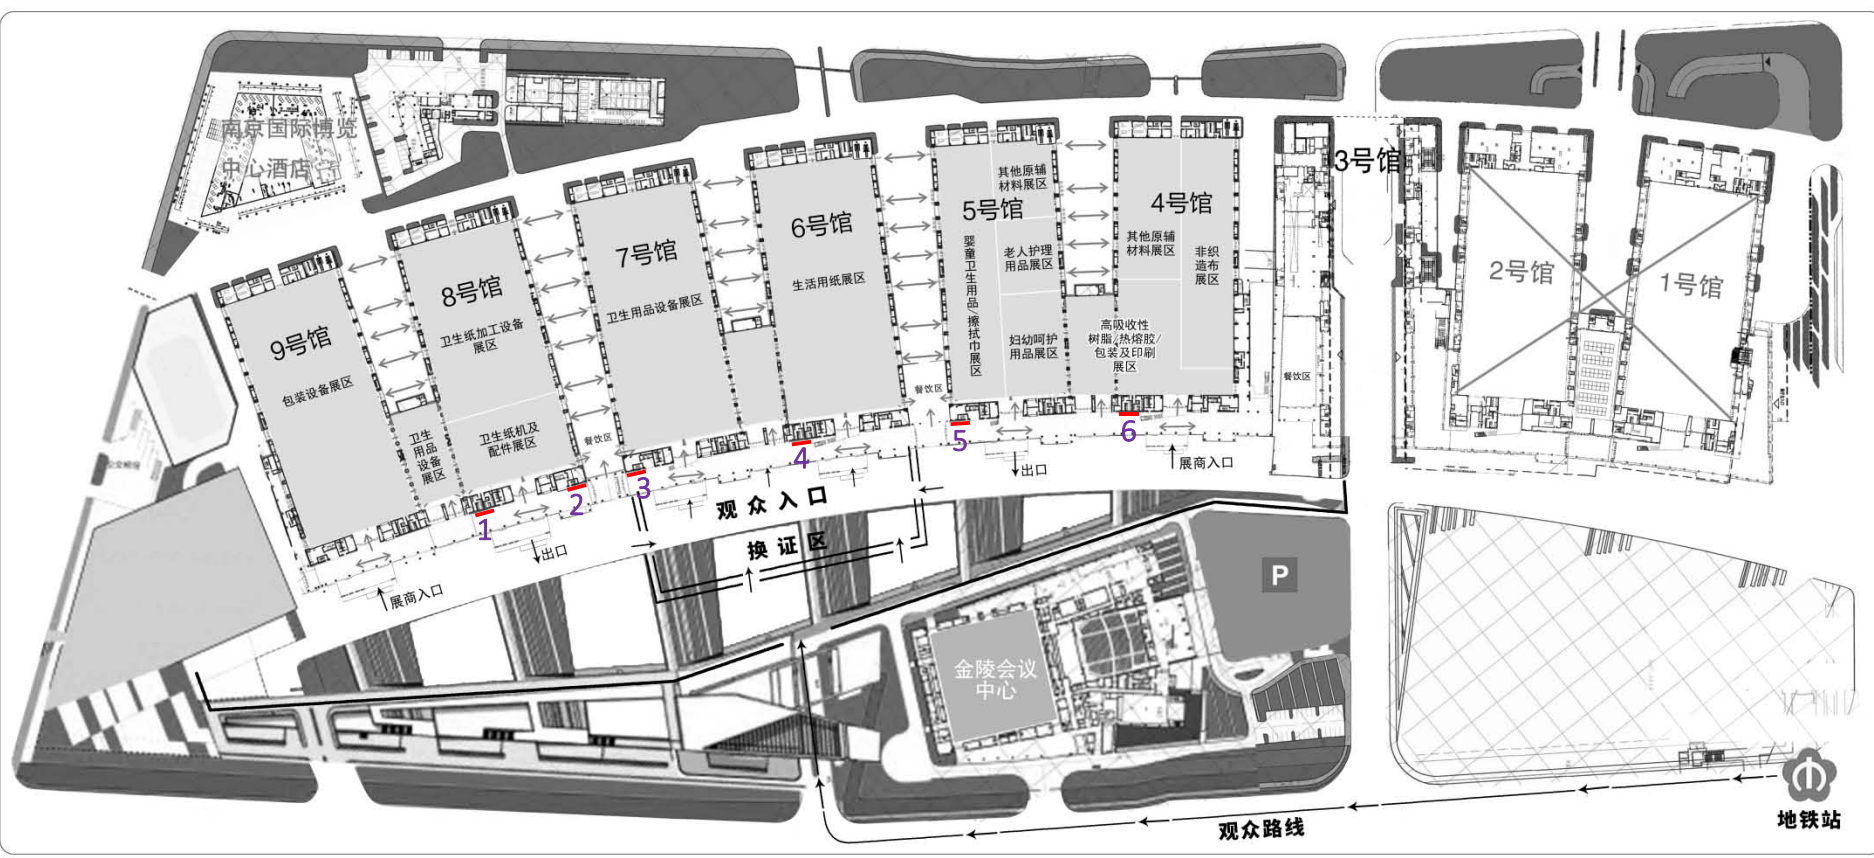 南京国际博览
中心酒店
9号馆
包装设备展区
8号馆
卫生纸加工设备
展区
卫生纸机及
配件展区
卫生
用品
设备
展区
7号馆
卫生用品设备展区
6号馆
生活用纸展区
5号馆
其他原辅
材料展区
婴童卫生用品/擦拭巾展区
老人护理
用品展区
妇幼呵护
用品展区
4号馆
其他原辅
材料展区
非织
造布
展区
高吸收性
树脂/热熔胶/
包装及印刷
展区
3号馆
2号馆
1号馆
餐饮区
餐饮区
餐饮区
1
2
3
4
5
6
展商入口
出口
观众入口
换证区
出口
展商入口
P
金陵会议
中心
观众路线
地铁站